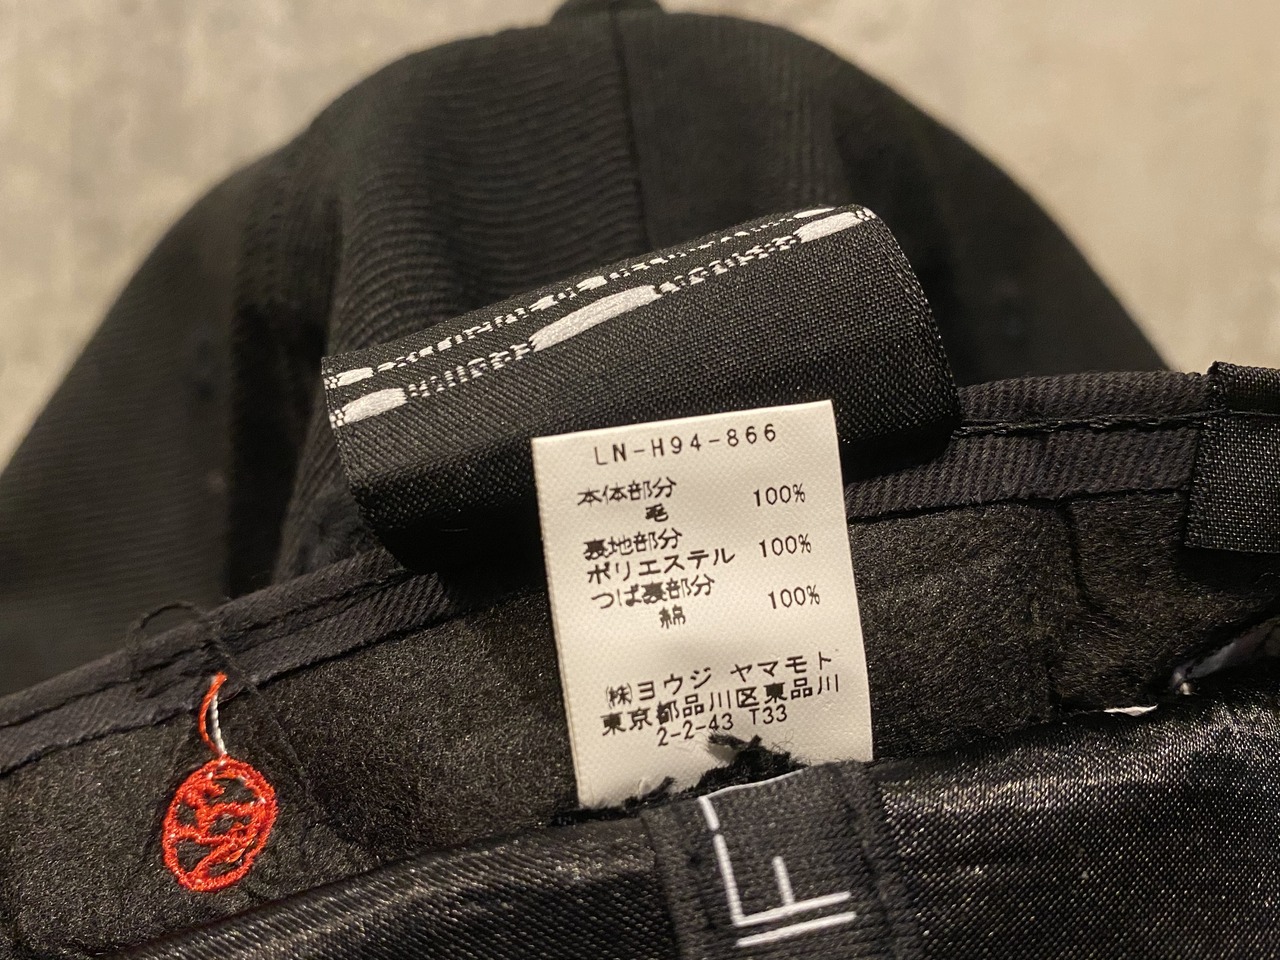 LN-H94-866
本体部分
毛 100%
裏地部分
ポリエステル 100%
つば裏部分
綿 100%
㈱ヨウジ ヤマモト
東京都品川区東品川
2-2-43 T33